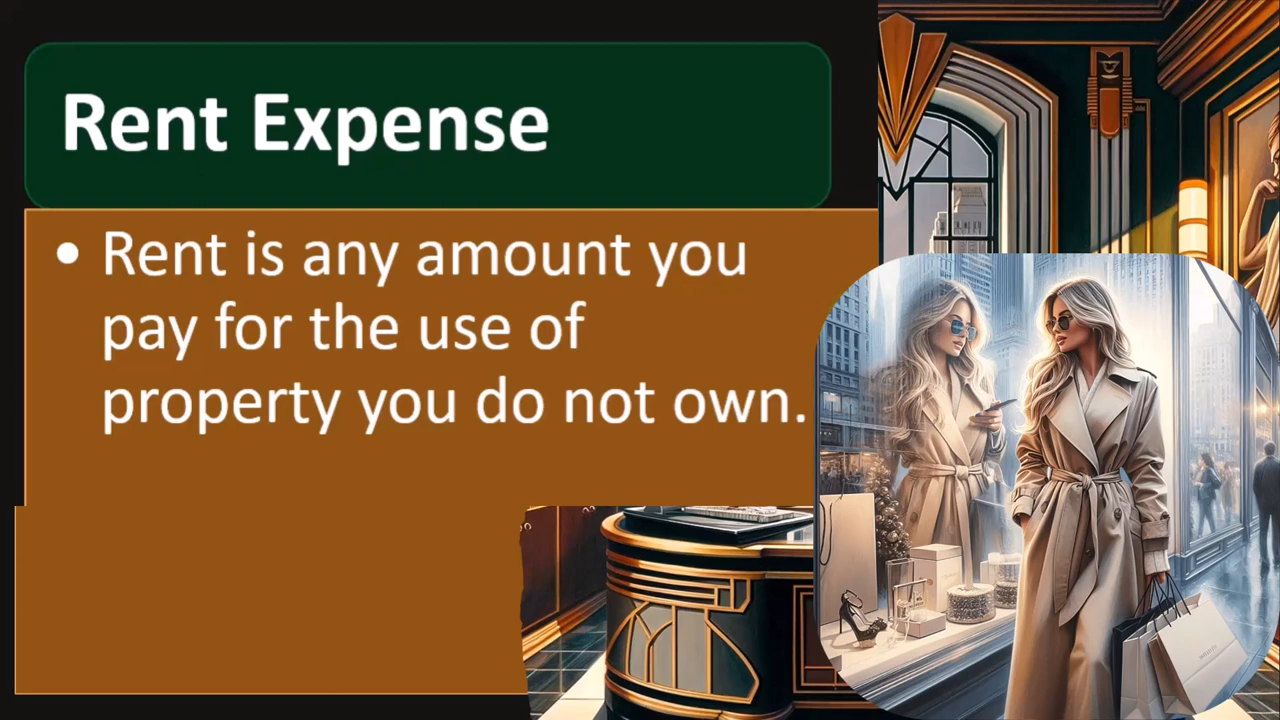 Rent Expense
• Rent is any amount you
pay for the use of
property you do not own.